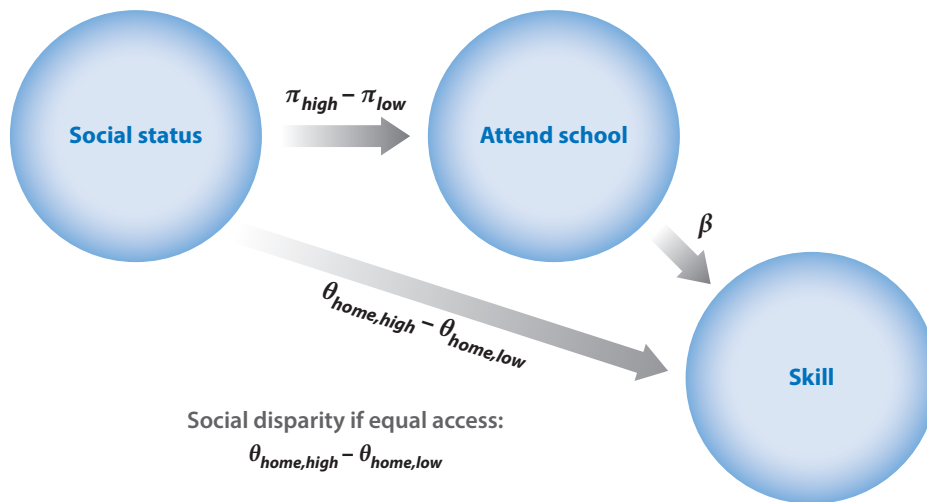 π_high – π_low
Social status
Attend school
β
θ_home,high – θ_home,low
Skill
Social disparity if equal access:
θ_home,high – θ_home,low